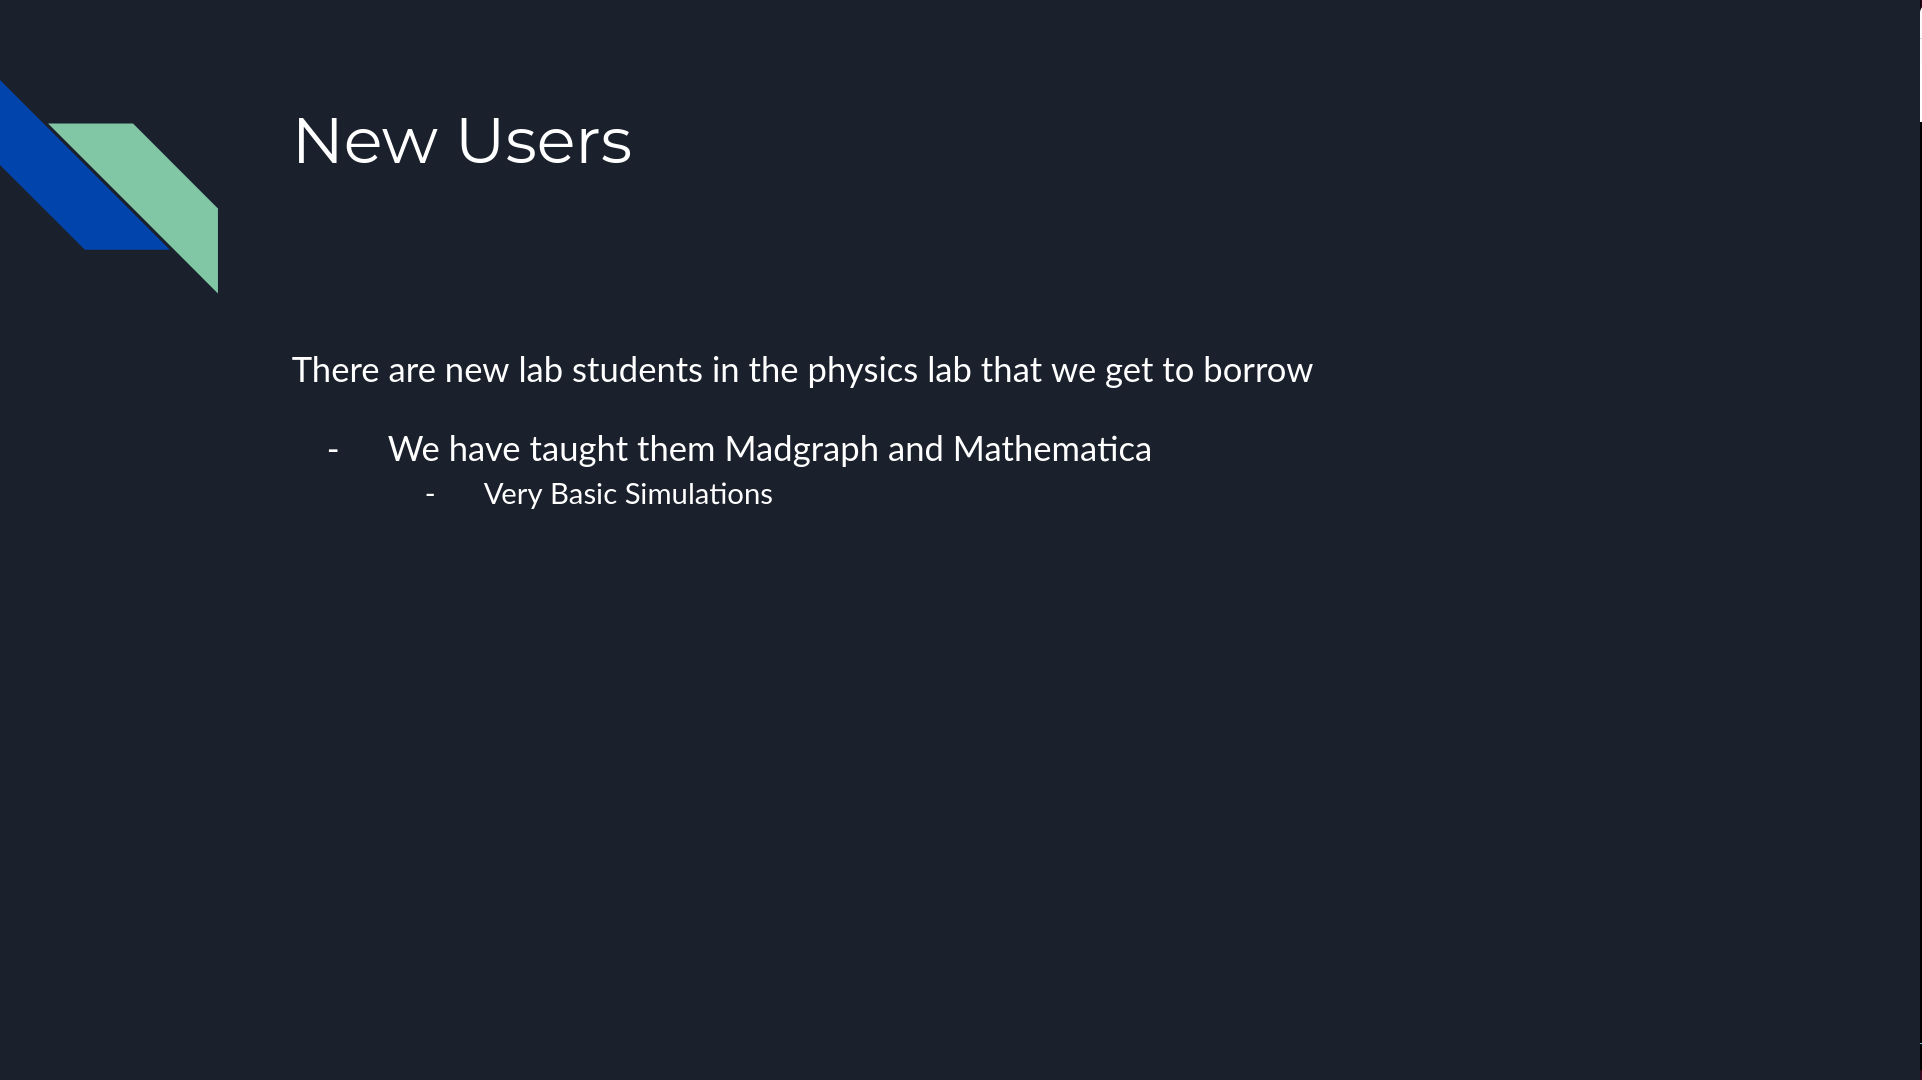 New Users
There are new lab students in the physics lab that we get to borrow
- We have taught them Madgraph and Mathematica
- Very Basic Simulations